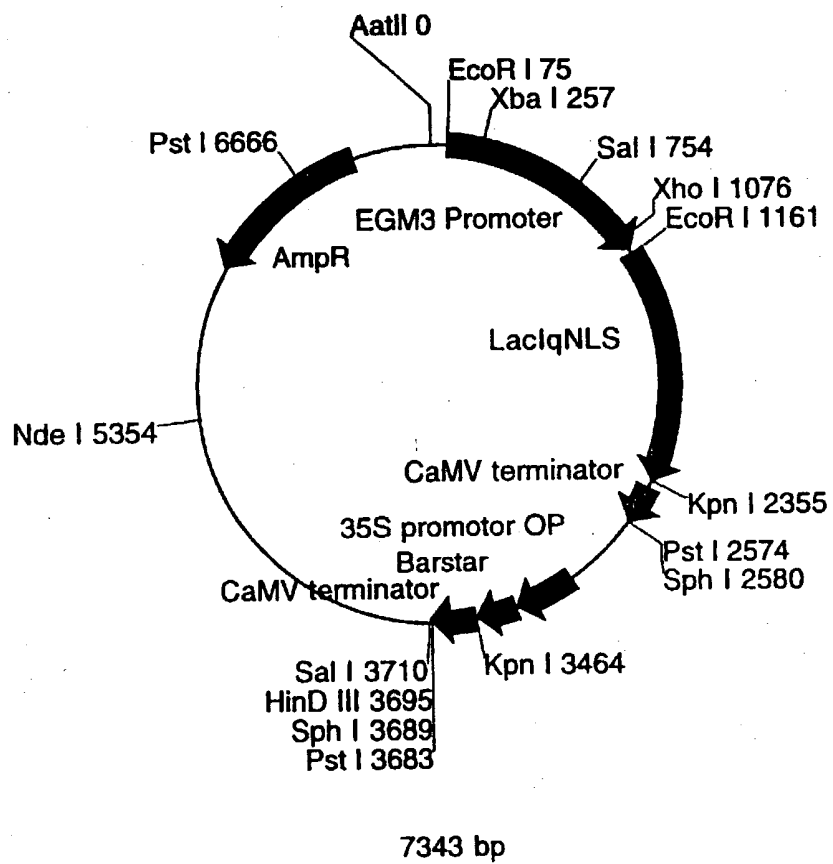 AatII 0
EcoR I 75
Xba I 257
Pst I 6666
Sal I 754
Xho I 1076
EcoR I 1161
EGM3 Promoter
AmpR
LacIqNLS
Nde I 5354
CaMV terminator
Kpn I 2355
35S promotor OP
Pst I 2574
Barstar
Sph I 2580
CaMV terminator
Sal I 3710
Kpn I 3464
HinD III 3695
Sph I 3689
Pst I 3683
7343 bp